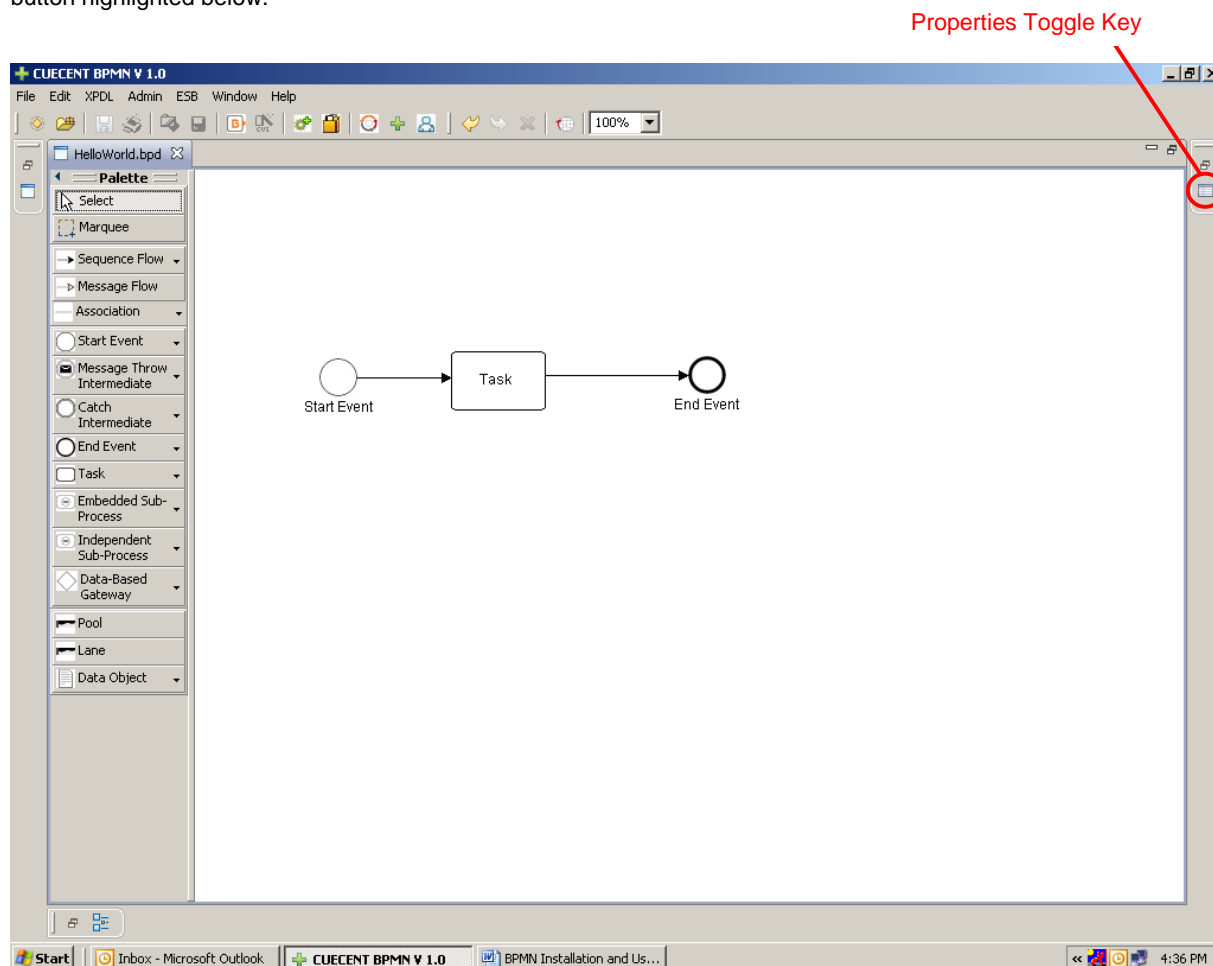 button highlighted below.
Properties Toggle Key
CUECENT BPMN V 1.0
File Edit XPDL Admin ESB Window Help
100%
HelloWorld.bpd
Palette
Select
Marquee
Sequence Flow
Message Flow
Association
Start Event
Message Throw
Intermediate
Catch
Intermediate
End Event
Task
Embedded Sub-
Process
Independent
Sub-Process
Data-Based
Gateway
Pool
Lane
Data Object
Start Event
Task
End Event
Start Inbox - Microsoft Outlook CUECENT BPMN V 1.0 BPMN Installation and Us... « 4:36 PM